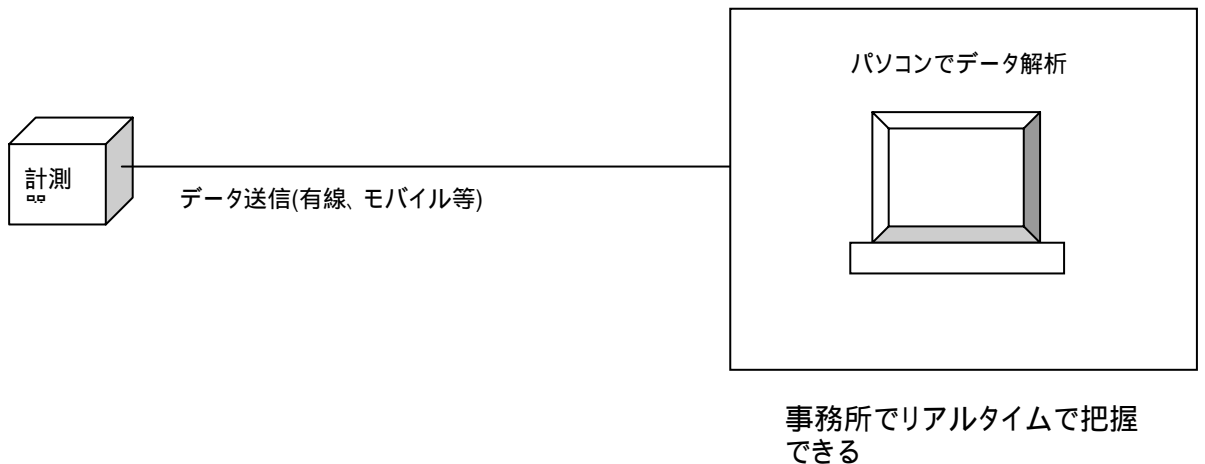 パソコンでデータ解析
計測
データ送信(有線、モバイル等)
事務所でリアルタイムで把握
できる